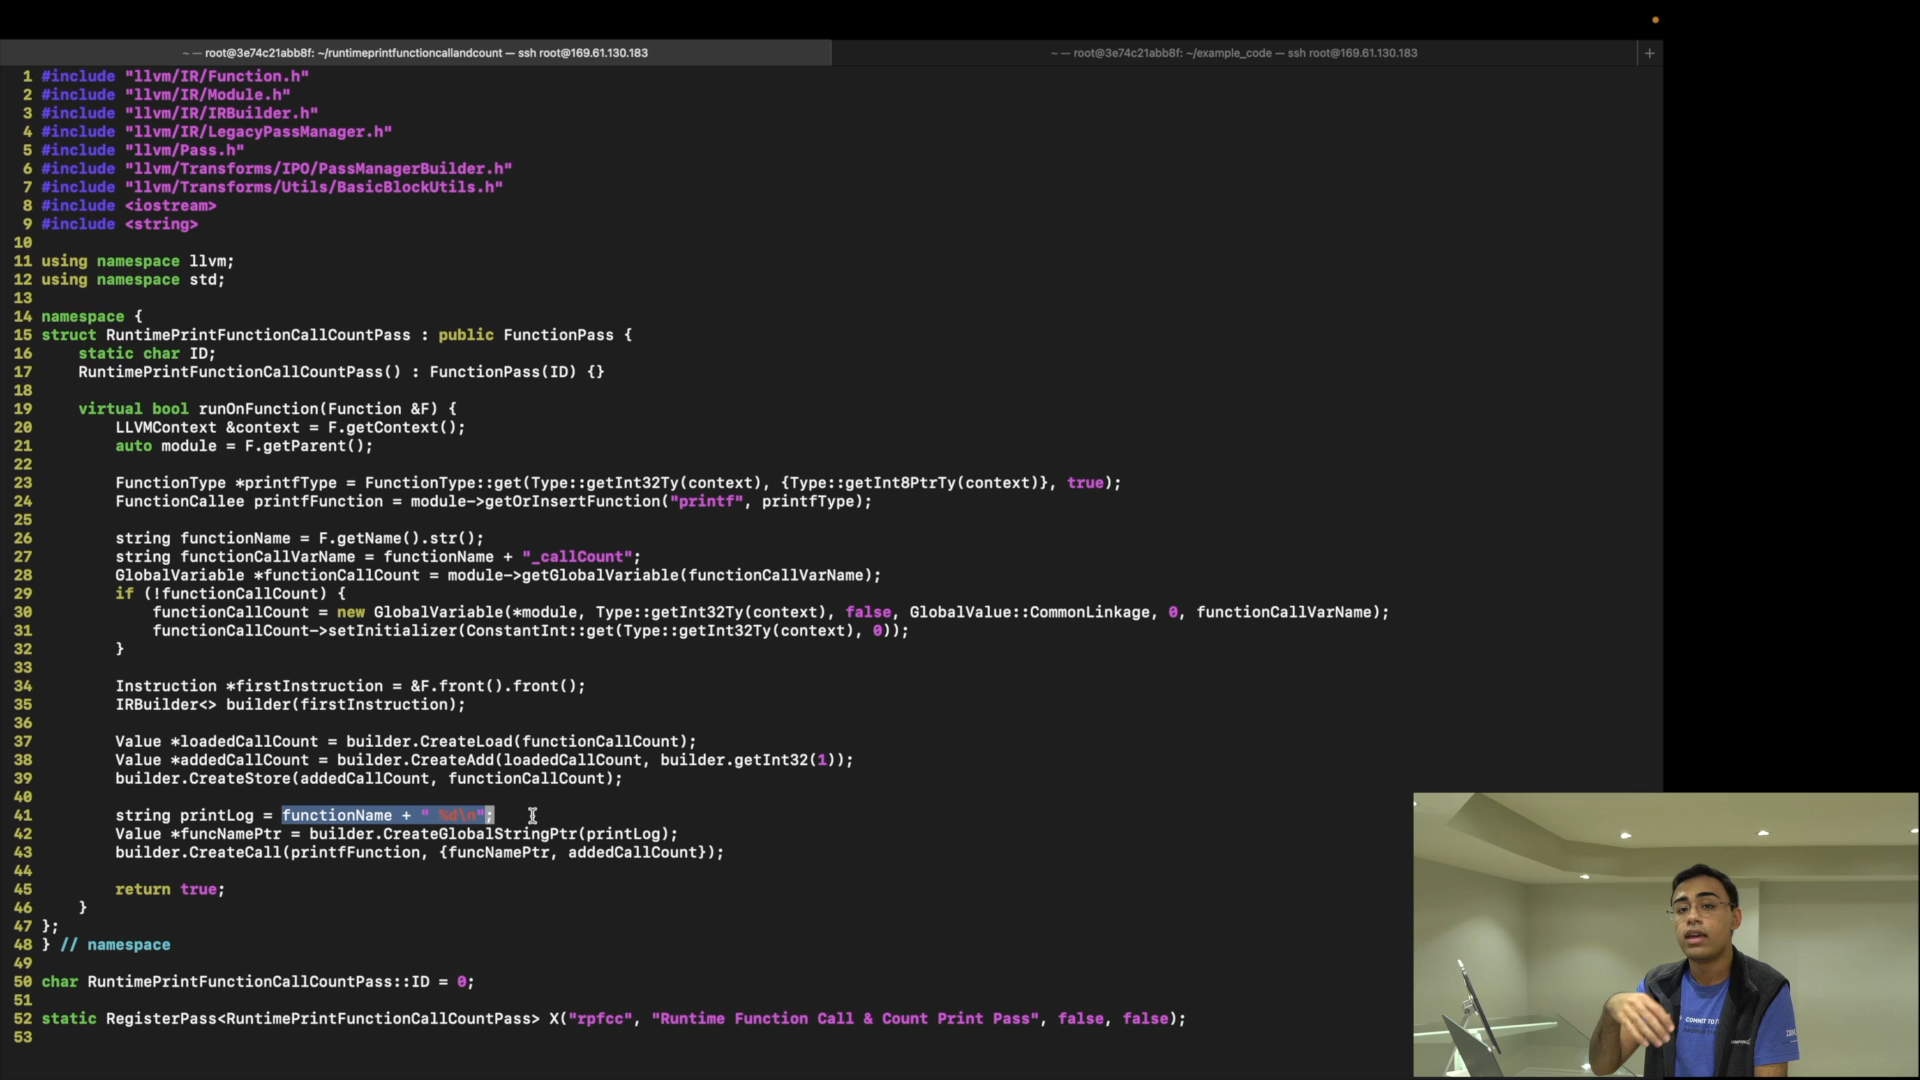 ~ — root@3e74c21abb8f: ~/runtimeprintfunctioncallandcount — ssh root@169.61.130.183
~ — root@3e74c21abb8f: ~/example_code — ssh root@169.61.130.183
+
1 #include "llvm/IR/Function.h"
2 #include "llvm/IR/Module.h"
3 #include "llvm/IR/IRBuilder.h"
4 #include "llvm/IR/LegacyPassManager.h"
5 #include "llvm/Pass.h"
6 #include "llvm/Transforms/IPO/PassManagerBuilder.h"
7 #include "llvm/Transforms/Utils/BasicBlockUtils.h"
8 #include <iostream>
9 #include <string>
10
11 using namespace llvm;
12 using namespace std;
13
14 namespace {
15 struct RuntimePrintFunctionCallCountPass : public FunctionPass {
16     static char ID;
17     RuntimePrintFunctionCallCountPass() : FunctionPass(ID) {}
18
19     virtual bool runOnFunction(Function &F) {
20         LLVMContext &context = F.getContext();
21         auto module = F.getParent();
22
23         FunctionType *printfType = FunctionType::get(Type::getInt32Ty(context), {Type::getInt8PtrTy(context)}, true);
24         FunctionCallee printfFunction = module->getOrInsertFunction("printf", printfType);
25
26         string functionName = F.getName().str();
27         string functionCallVarName = functionName + "_callCount";
28         GlobalVariable *functionCallCount = module->getGlobalVariable(functionCallVarName);
29         if (!functionCallCount) {
30             functionCallCount = new GlobalVariable(*module, Type::getInt32Ty(context), false, GlobalValue::CommonLinkage, 0, functionCallVarName);
31             functionCallCount->setInitializer(ConstantInt::get(Type::getInt32Ty(context), 0));
32         }
33
34         Instruction *firstInstruction = &F.front().front();
35         IRBuilder<> builder(firstInstruction);
36
37         Value *loadedCallCount = builder.CreateLoad(functionCallCount);
38         Value *addedCallCount = builder.CreateAdd(loadedCallCount, builder.getInt32(1));
39         builder.CreateStore(addedCallCount, functionCallCount);
40
41         string printLog = functionName + " %d\n";
42         Value *funcNamePtr = builder.CreateGlobalStringPtr(printLog);
43         builder.CreateCall(printfFunction, {funcNamePtr, addedCallCount});
44
45         return true;
46     }
47 };
48 } // namespace
49
50 char RuntimePrintFunctionCallCountPass::ID = 0;
51
52 static RegisterPass<RuntimePrintFunctionCallCountPass> X("rpfcc", "Runtime Function Call & Count Print Pass", false, false);
53
COMMIT TO